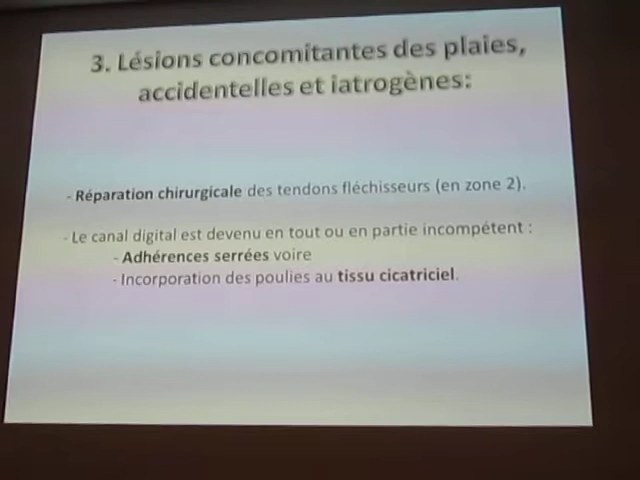 3. Lésions concomitantes des plaies,
accidentelles et iatrogènes:
- Réparation chirurgicale des tendons fléchisseurs (en zone 2).
- Le canal digital est devenu en tout ou en partie incompétent :
- Adhérences serrées voire
- Incorporation des poulies au tissu cicatriciel.